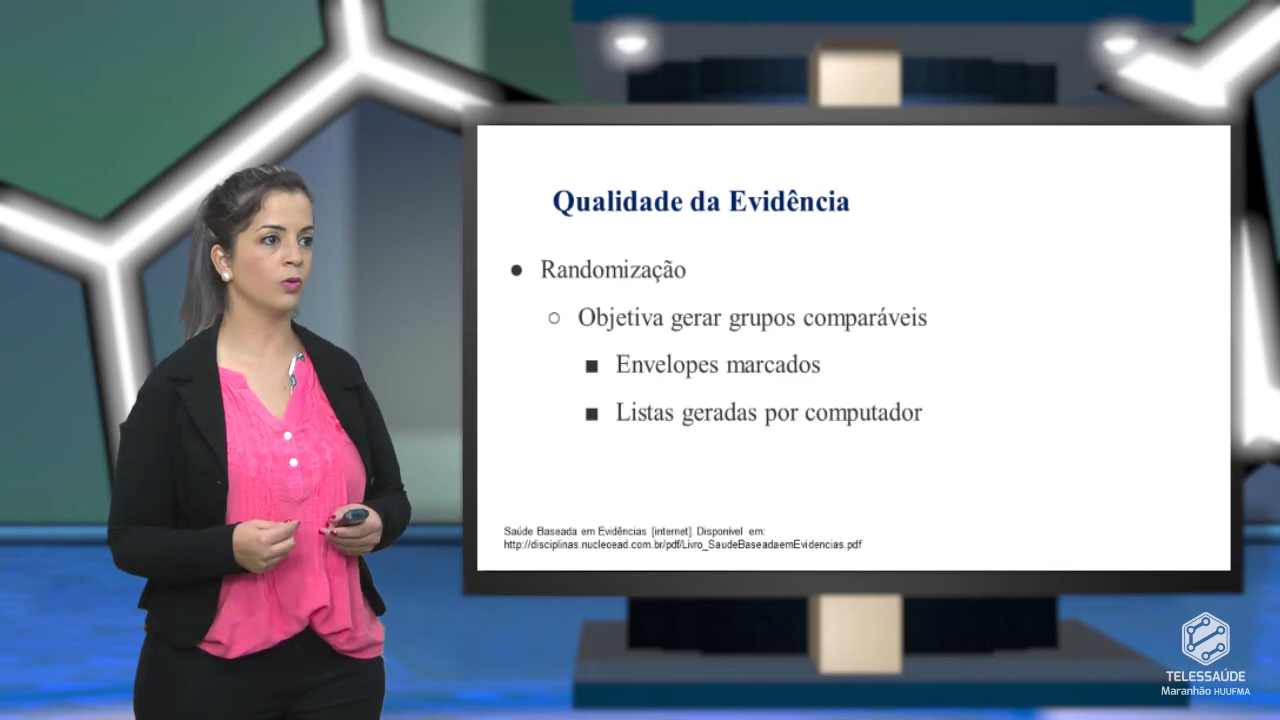 Qualidade da Evidência
● Randomização
○ Objetiva gerar grupos comparáveis
■ Envelopes marcados
■ Listas geradas por computador
Saúde Baseada em Evidências [internet]. Disponível em:
http://disciplinas.nucleoead.com.br/pdf/Livro_SaudeBaseadaemEvidencias.pdf
TELESSAÚDE
Maranhão HUUFMA